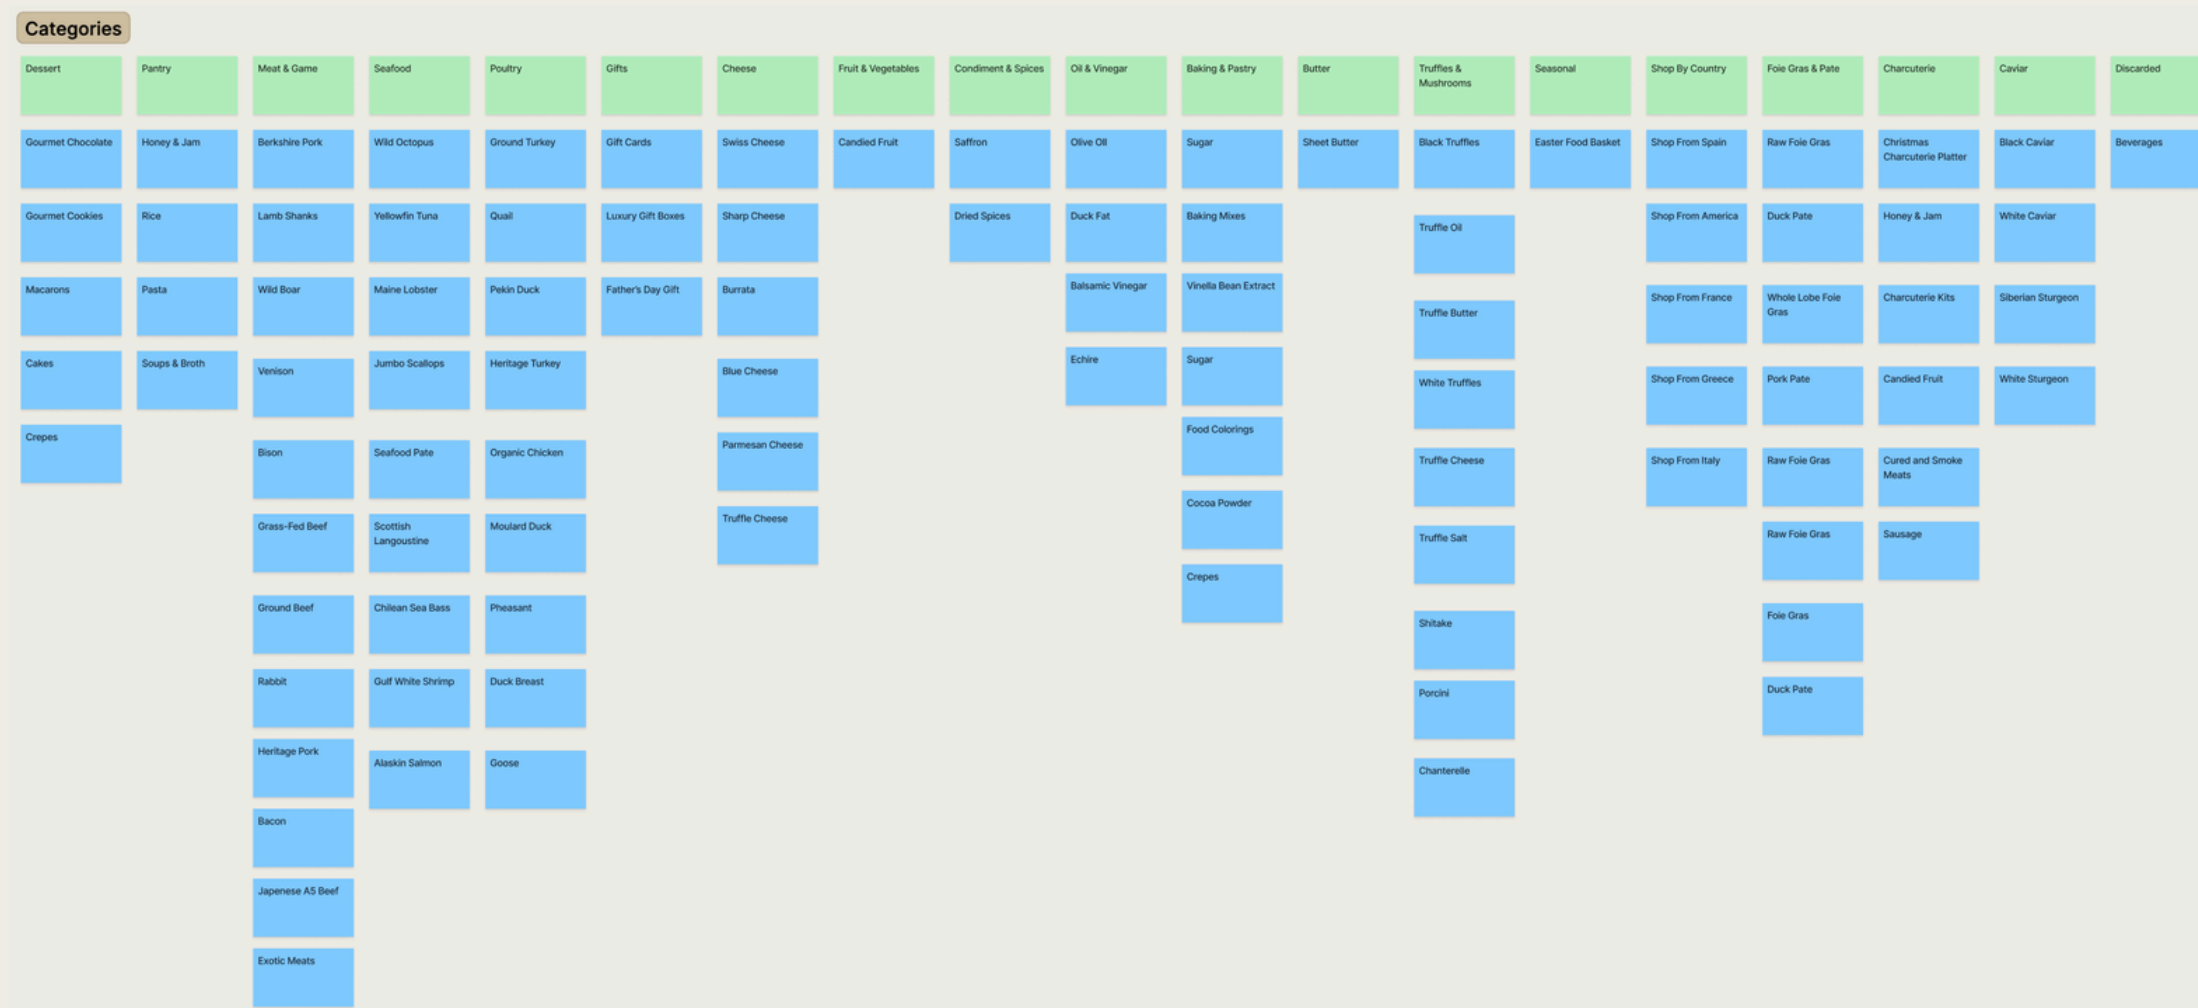 Categories
Dessert
Gourmet Chocolate
Gourmet Cookies
Macarons
Cakes
Crepes
Pantry
Honey & Jam
Rice
Pasta
Soups & Broth
Meat & Game
Berkshire Pork
Lamb Shanks
Wild Boar
Venison
Bison
Grass-Fed Beef
Ground Beef
Rabbit
Heritage Pork
Bacon
Japenese A5 Beef
Exotic Meats
Seafood
Wild Octopus
Yellowfin Tuna
Maine Lobster
Jumbo Scallops
Seafood Pate
Scottish
Langoustine
Chilean Sea Bass
Gulf White Shrimp
Alaskin Salmon
Poultry
Ground Turkey
Quail
Pekin Duck
Heritage Turkey
Organic Chicken
Moulard Duck
Pheasant
Duck Breast
Goose
Gifts
Gift Cards
Luxury Gift Boxes
Father's Day Gift
Cheese
Swiss Cheese
Sharp Cheese
Burrata
Blue Cheese
Parmesan Cheese
Truffle Cheese
Fruit & Vegetables
Candied Fruit
Condiment & Spices
Saffron
Dried Spices
Oil & Vinegar
Olive OIl
Duck Fat
Balsamic Vinegar
Echire
Baking & Pastry
Sugar
Baking Mixes
Vinella Bean Extract
Sugar
Food Colorings
Cocoa Powder
Crepes
Butter
Sheet Butter
Truffles &
Mushrooms
Black Truffles
Truffle Oil
Truffle Butter
White Truffles
Truffle Cheese
Truffle Salt
Shitake
Porcini
Chanterelle
Seasonal
Easter Food Basket
Shop By Country
Shop From Spain
Shop From America
Shop From France
Shop From Greece
Shop From Italy
Foie Gras & Pate
Raw Foie Gras
Duck Pate
Whole Lobe Foie
Gras
Pork Pate
Raw Foie Gras
Raw Foie Gras
Foie Gras
Duck Pate
Charcuterie
Christmas
Charcuterie Platter
Honey & Jam
Charcuterie Kits
Candied Fruit
Cured and Smoke
Meats
Sausage
Caviar
Black Caviar
White Caviar
Siberian Sturgeon
White Sturgeon
Discarded
Beverages